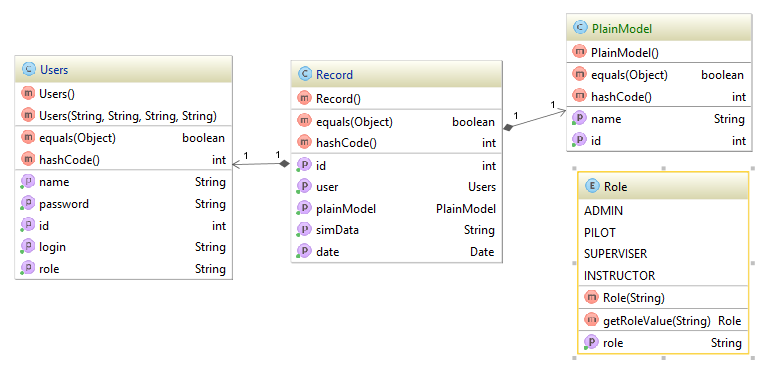 C Users
m Users()
m Users(String, String, String, String)
m equals(Object) boolean
m hashCode() int
p name String
p password String
p id int
p login String
p role String
1
1
C Record
m Record()
m equals(Object) boolean
m hashCode() int
p id int
p user Users
p plainModel PlainModel
p simData String
p date Date
1
1
C PlainModel
m PlainModel()
m equals(Object) boolean
m hashCode() int
p name String
p id int
E Role
ADMIN
PILOT
SUPERVISER
INSTRUCTOR
m Role(String)
m getRoleValue(String) Role
p role String